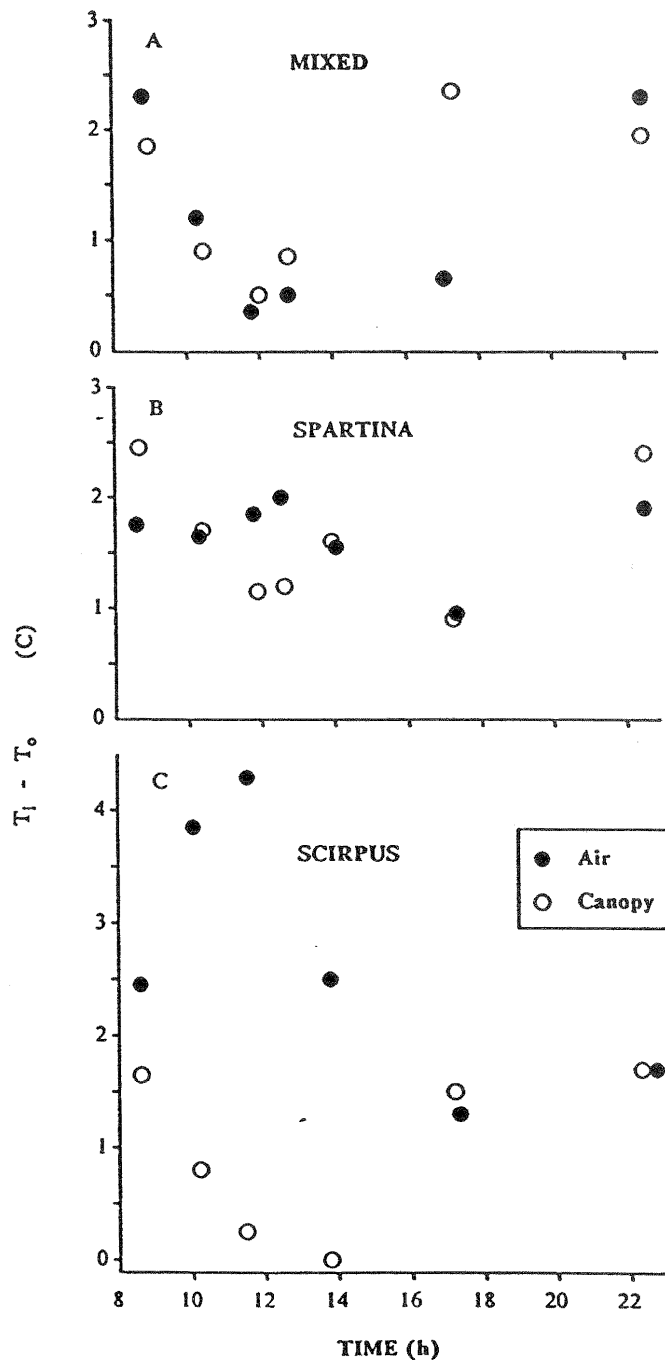 A
MIXED
3
2
1
0
B
SPARTINA
3
2
1
0
T_i - T_o (C)
C
SCIRPUS
4
3
2
1
0
Air
Canopy
8 10 12 14 16 18 20 22
TIME (h)